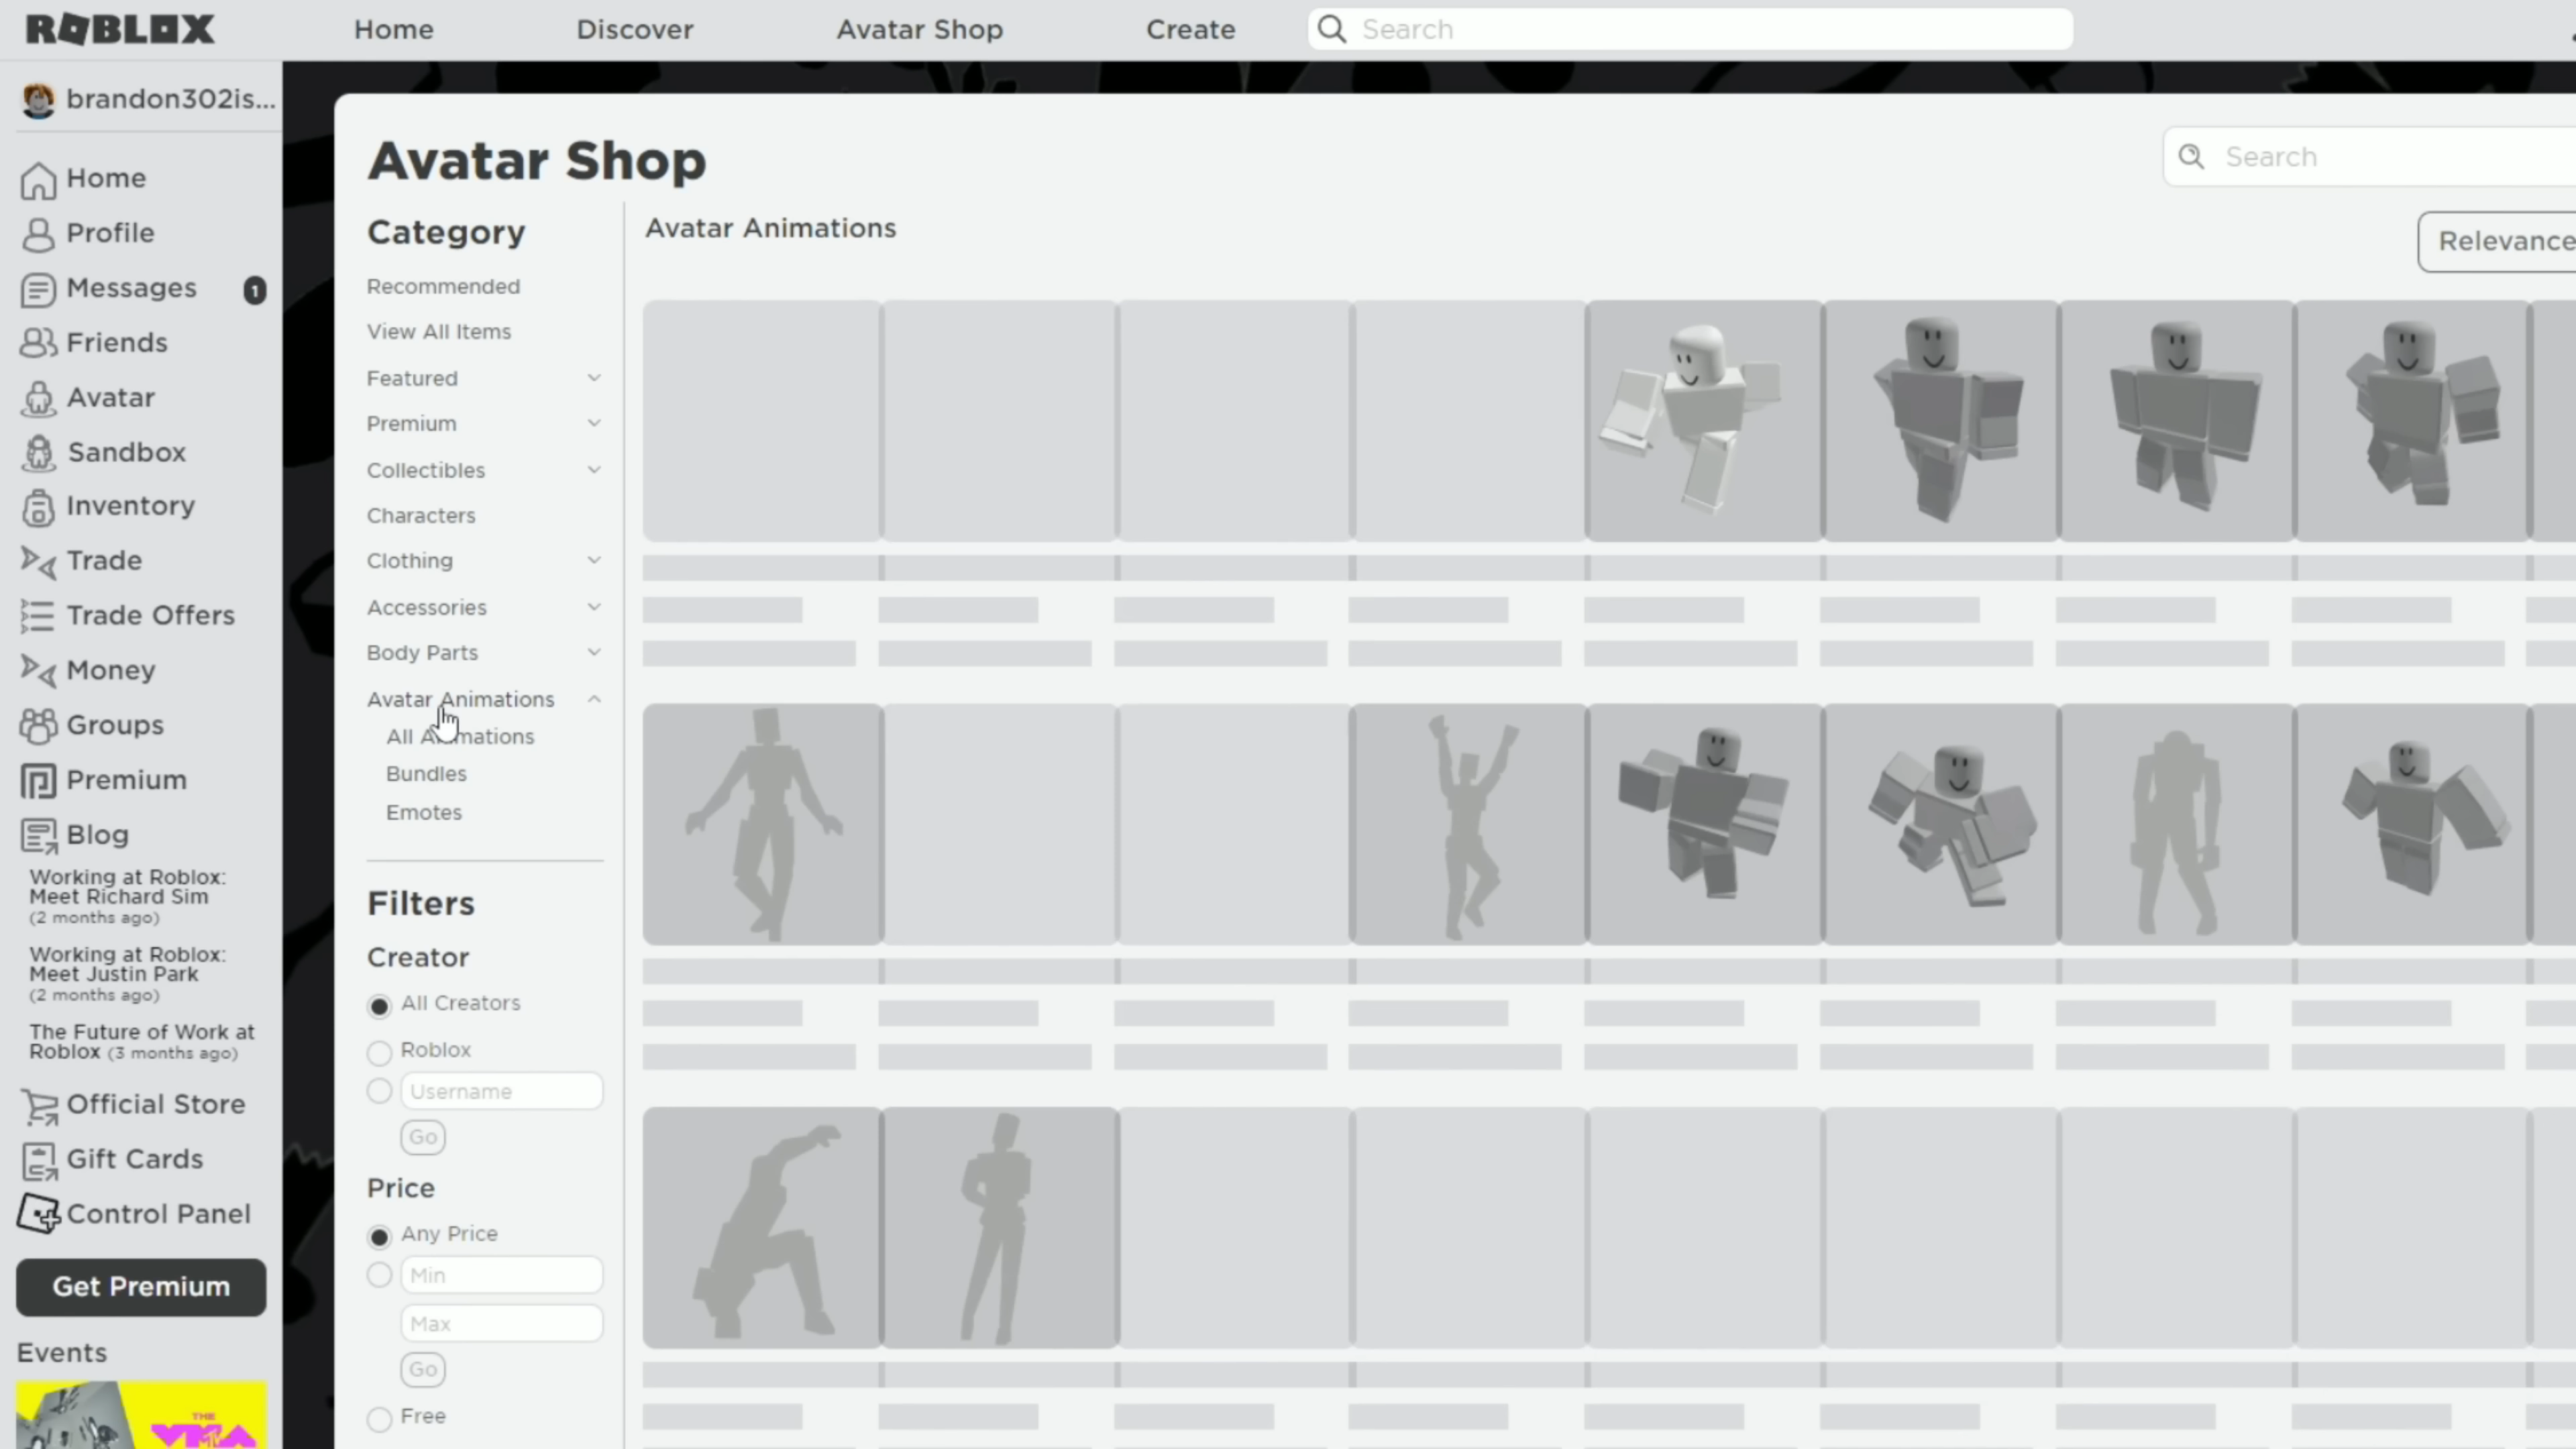 ROBLOX
Home
Discover
Avatar Shop
Create
Search
brandon302is...
Home
Profile
Messages
1
Friends
Avatar
Sandbox
Inventory
Trade
Trade Offers
Money
Groups
Premium
Blog
Working at Roblox:
Meet Richard Sim
(2 months ago)
Working at Roblox:
Meet Justin Park
(2 months ago)
The Future of Work at
Roblox (3 months ago)
Official Store
Gift Cards
Control Panel
Get Premium
Events
THE
VMA
Avatar Shop
Search
Category
Recommended
View All Items
Featured
Premium
Collectibles
Characters
Clothing
Accessories
Body Parts
Avatar Animations
All Animations
Bundles
Emotes
Filters
Creator
All Creators
Roblox
Username
Go
Price
Any Price
Min
Max
Go
Free
Avatar Animations
Relevance